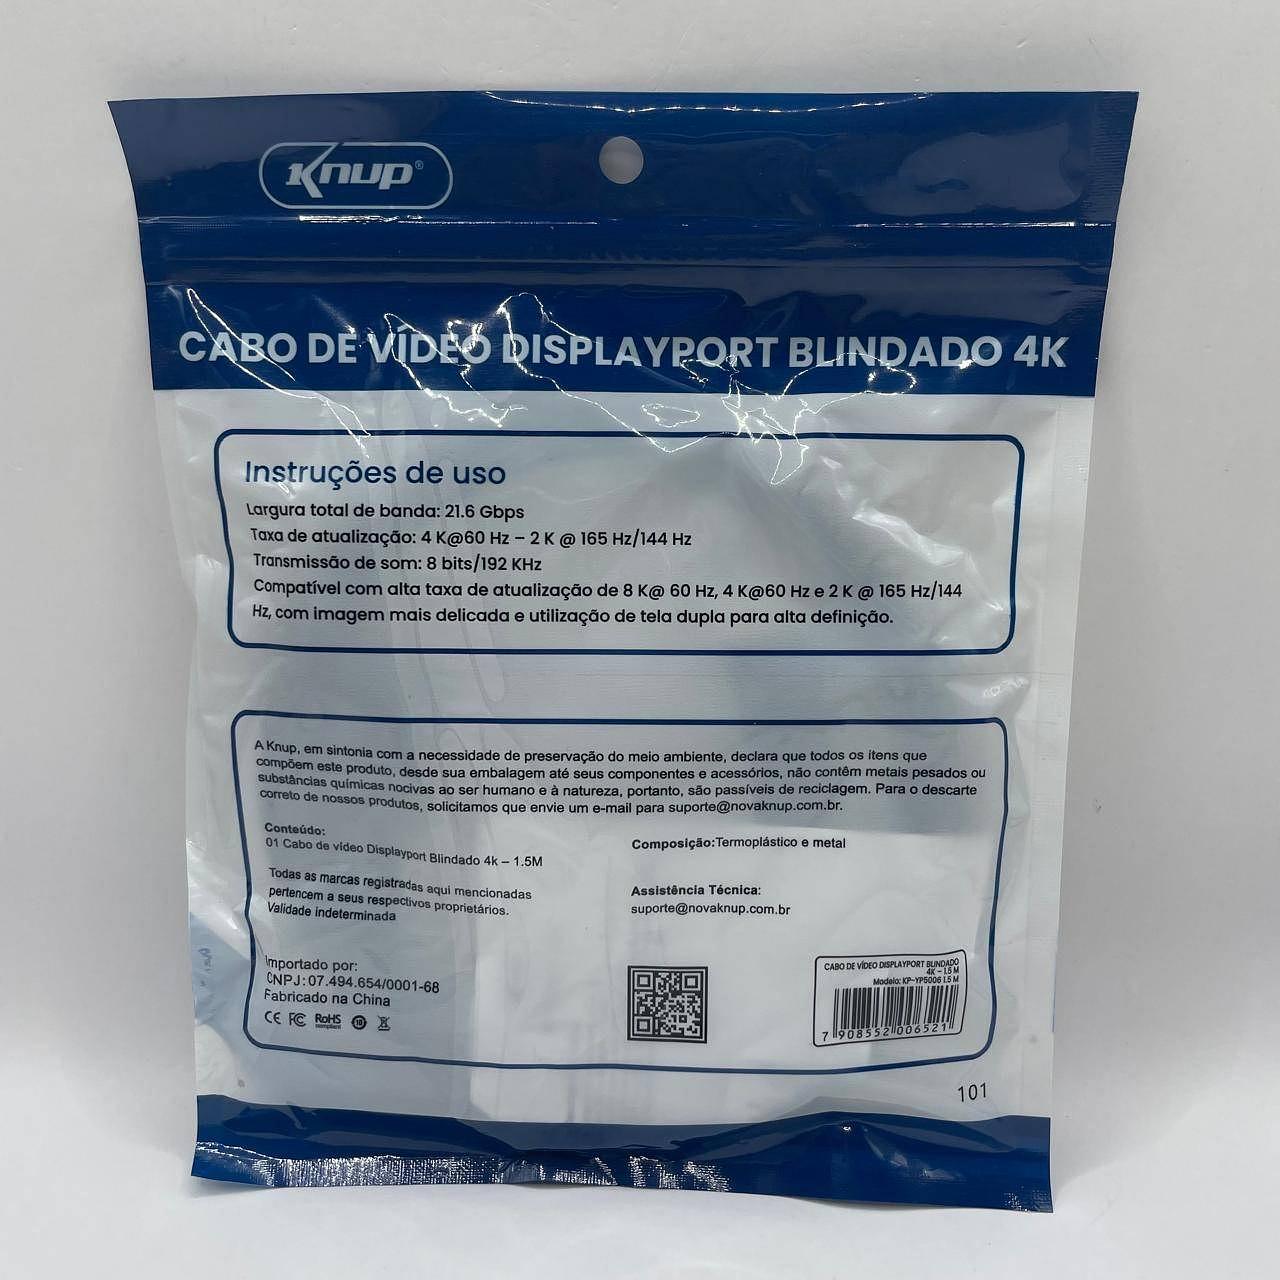 Knup®
CABO DE VÍDEO DISPLAYPORT BLINDADO 4K
Instruções de uso
Largura total de banda: 21.6 Gbps
Taxa de atualização: 4 K@60 Hz – 2 K @ 165 Hz/144 Hz
Transmissão de som: 8 bits/192 KHz
Compatível com alta taxa de atualização de 8 K@ 60 Hz, 4 K@60 Hz e 2 K @ 165 Hz/144
Hz, com imagem mais delicada e utilização de tela dupla para alta definição.
A Knup, em sintonia com a necessidade de preservação do meio ambiente, declara que todos os itens que
compõem este produto, desde sua embalagem até seus componentes e acessórios, não contêm metais pesados ou
substâncias químicas nocivas ao ser humano e à natureza, portanto, são passíveis de reciclagem. Para o descarte
correto de nossos produtos, solicitamos que envie um e-mail para suporte@novaknup.com.br.
Conteúdo:
01 Cabo de vídeo Displayport Blindado 4k – 1.5M
Todas as marcas registradas aqui mencionadas
pertencem a seus respectivos proprietários.
Validade indeterminada
Composição:Termoplástico e metal
Assistência Técnica:
suporte@novaknup.com.br
Importado por:
CNPJ: 07.494.654/0001-68
Fabricado na China
CE FC RoHS compliant 10
CABO DE VÍDEO DISPLAYPORT BLINDADO
4K – 1.5 M
Modelo: KP-YP5006 1.5 M
7 908552 006521
101